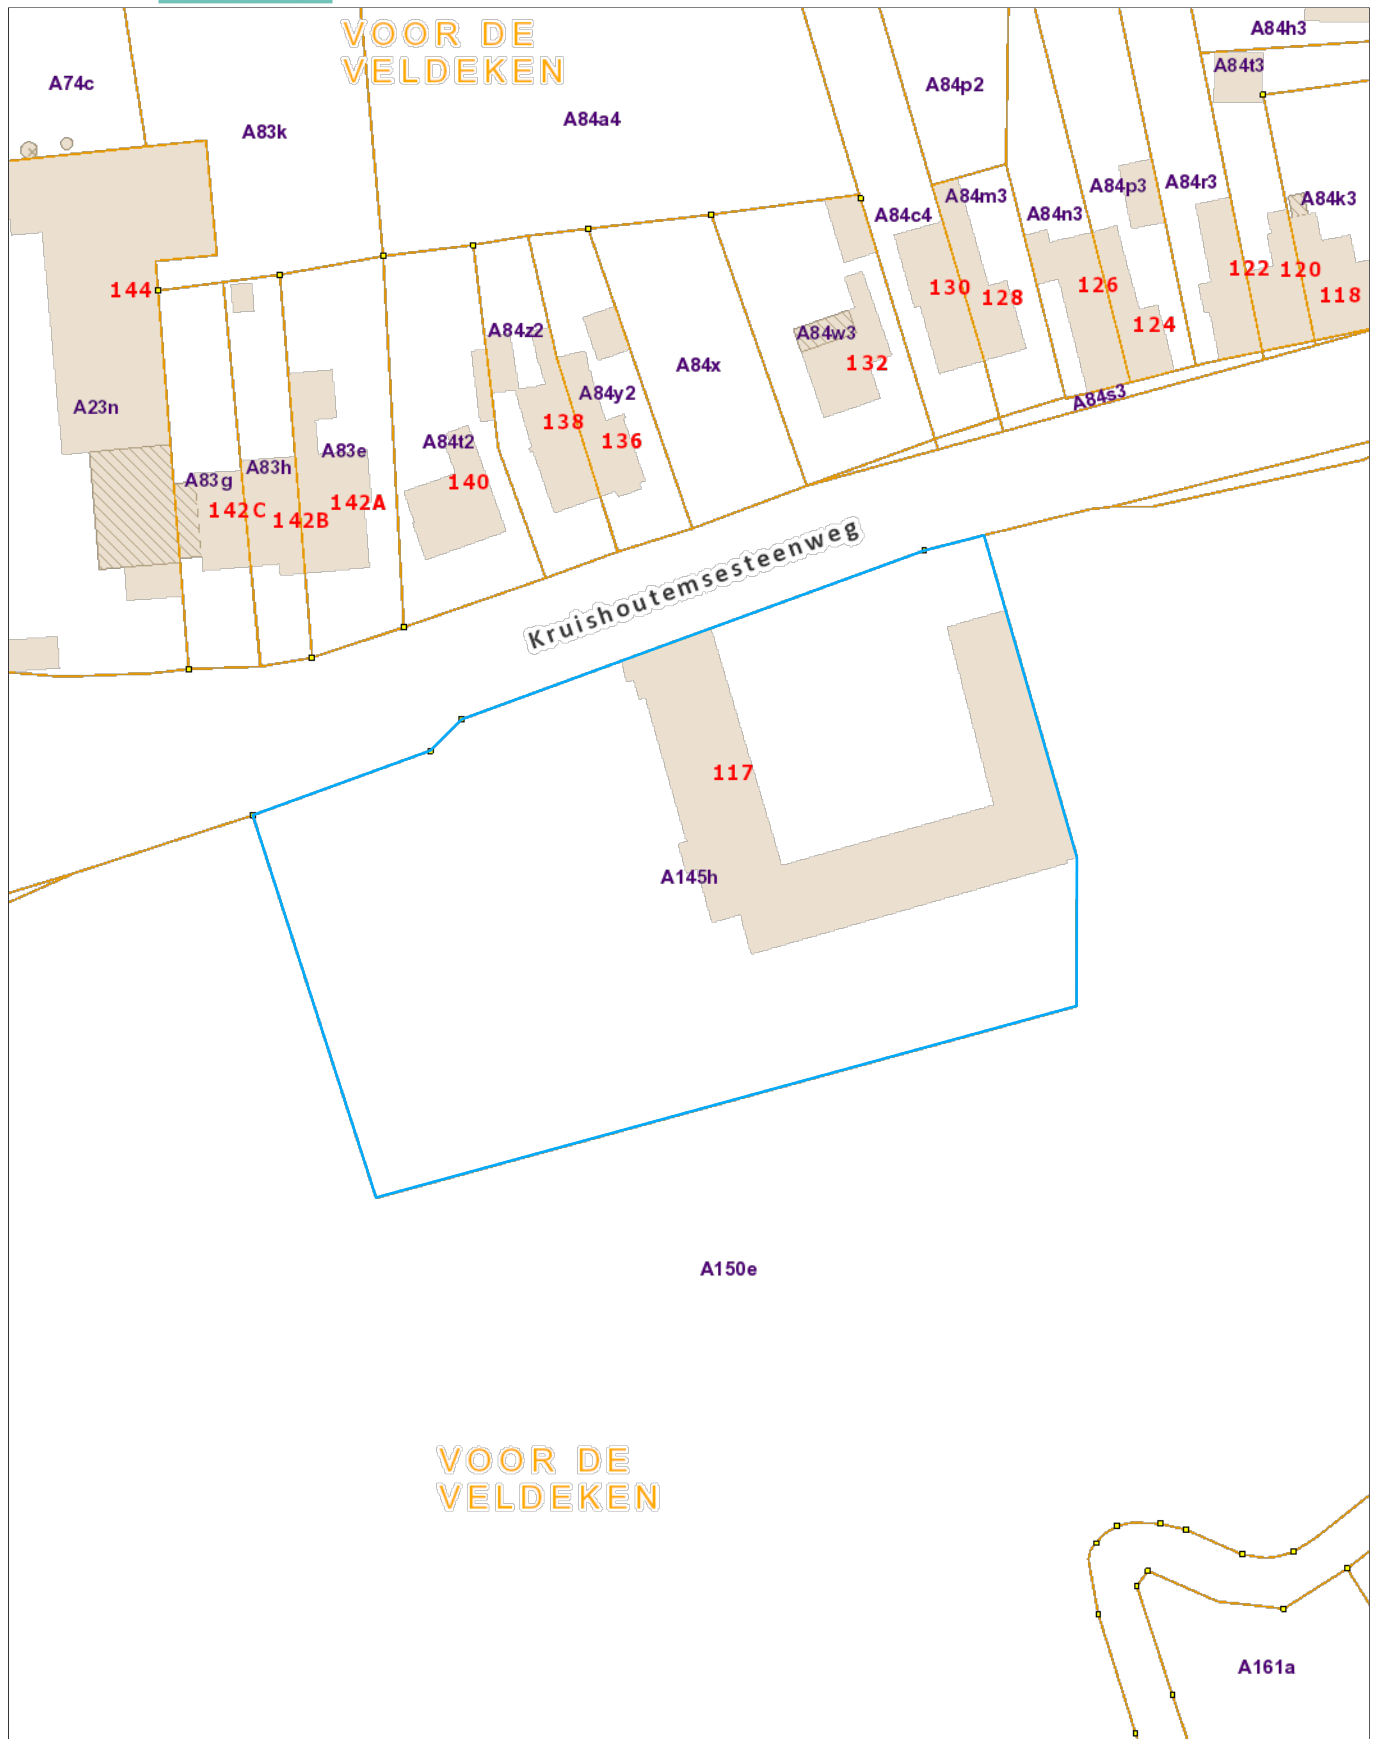 VOOR DE
VELDEKEN
A84h3
A84t3
A74c
A84p2
A84a4
A83k
A84r3
A84p3
A84m3
A84k3
A84c4
A84n3
122
120
126
130
144
118
128
124
A84z2
A84w3
132
A84x
A84y2
A84s3
A23n
138
A84t2
136
A83e
A83h
A83g
140
142A
142C
142B
Kruishoutemsesteenweg
117
A145h
A150e
VOOR DE
VELDEKEN
A161a